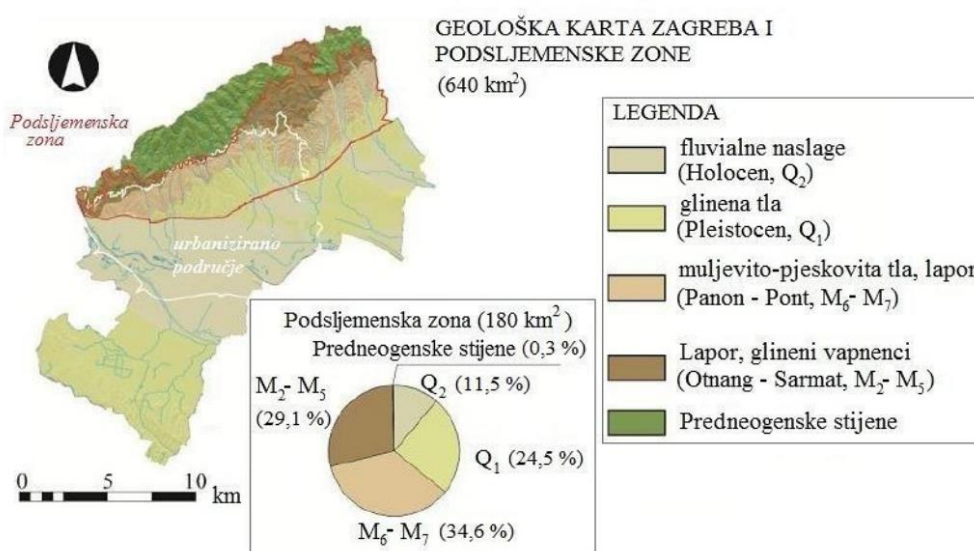 GEOLOŠKA KARTA ZAGREBA I
PODSLJEMENSKE ZONE
(640 km²)
Podsljemenska
zona
urbanizirano
područje
LEGENDA
fluvialne naslage
(Holocen, Q₂)
glinena tla
(Pleistocen, Q₁)
muljevito-pjeskovita tla, lapor
(Panon - Pont, M₆- M₇)
Lapor, glineni vapnenci
(Otnang - Sarmat, M₂- M₅)
Predneogenske stijene
Podsljemenska zona (180 km²)
Predneogenske stijene (0,3 %)
M₂- M₅
(29,1 %)
Q₂ (11,5 %)
Q₁ (24,5 %)
M₆- M₇ (34,6 %)
0 5 10
km